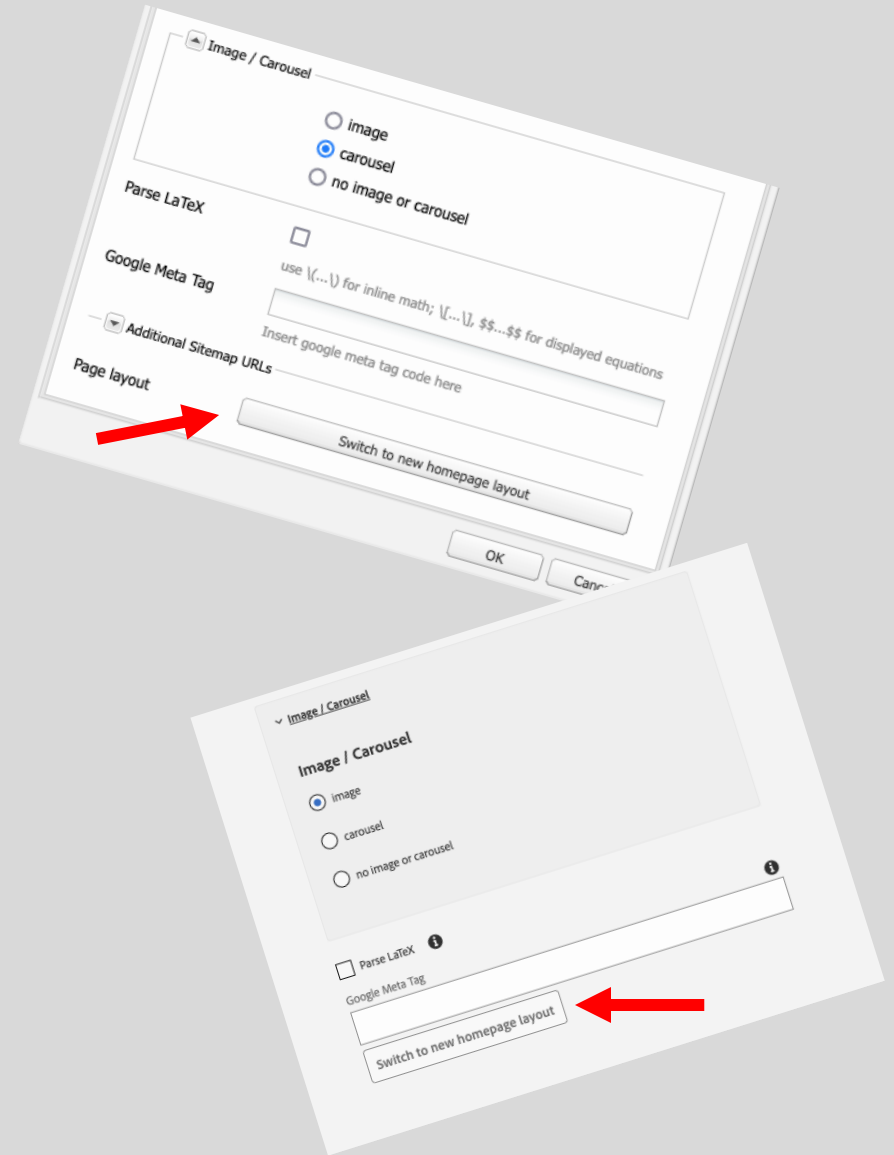 Image / Carousel
image
carousel
no image or carousel
Parse LaTeX
use \(...\) for inline math; \[...\], $$...$$ for displayed equations
Google Meta Tag
Insert google meta tag code here
Additional Sitemap URLs
Page layout
Switch to new homepage layout
OK
Image / Carousel
Image / Carousel
image
carousel
no image or carousel
Parse LaTeX
Google Meta Tag
Switch to new homepage layout